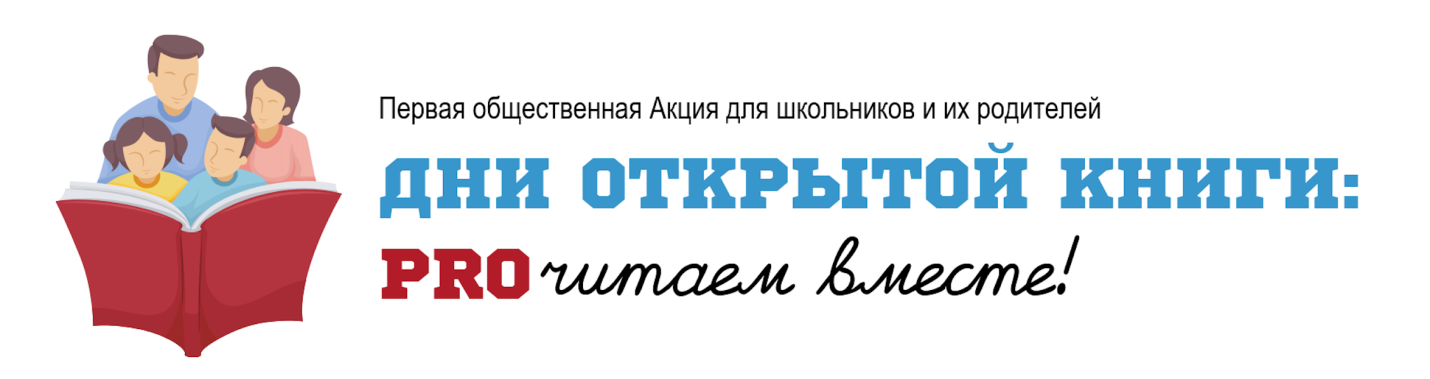 Первая общественная Акция для школьников и их родителей
ДНИ ОТКРЫТОЙ КНИГИ:
PROчитаем вместе!